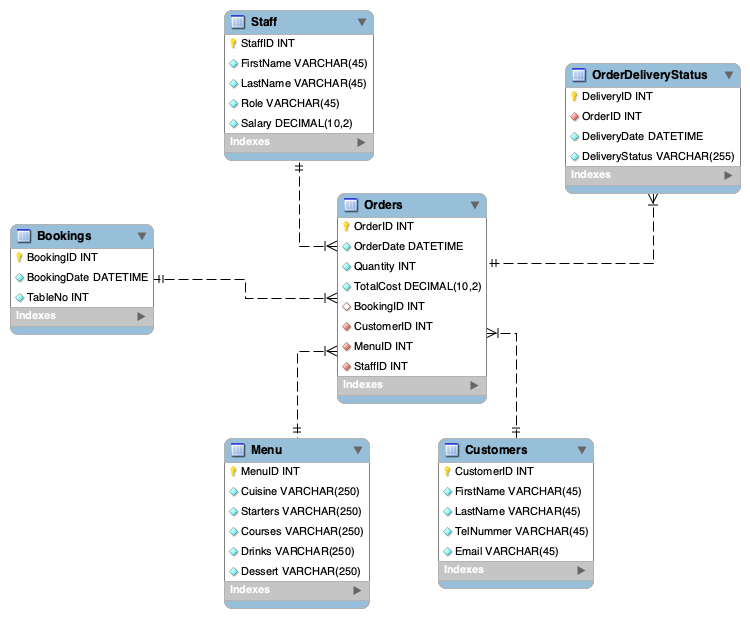 Staff
StaffID INT
FirstName VARCHAR(45)
LastName VARCHAR(45)
Role VARCHAR(45)
Salary DECIMAL(10,2)
Indexes
OrderDeliveryStatus
DeliveryID INT
OrderID INT
DeliveryDate DATETIME
DeliveryStatus VARCHAR(255)
Indexes
Orders
OrderID INT
OrderDate DATETIME
Quantity INT
TotalCost DECIMAL(10,2)
BookingID INT
CustomerID INT
MenuID INT
StaffID INT
Indexes
Bookings
BookingID INT
BookingDate DATETIME
TableNo INT
Indexes
Menu
MenuID INT
Cuisine VARCHAR(250)
Starters VARCHAR(250)
Courses VARCHAR(250)
Drinks VARCHAR(250)
Dessert VARCHAR(250)
Indexes
Customers
CustomerID INT
FirstName VARCHAR(45)
LastName VARCHAR(45)
TelNummer VARCHAR(45)
Email VARCHAR(45)
Indexes